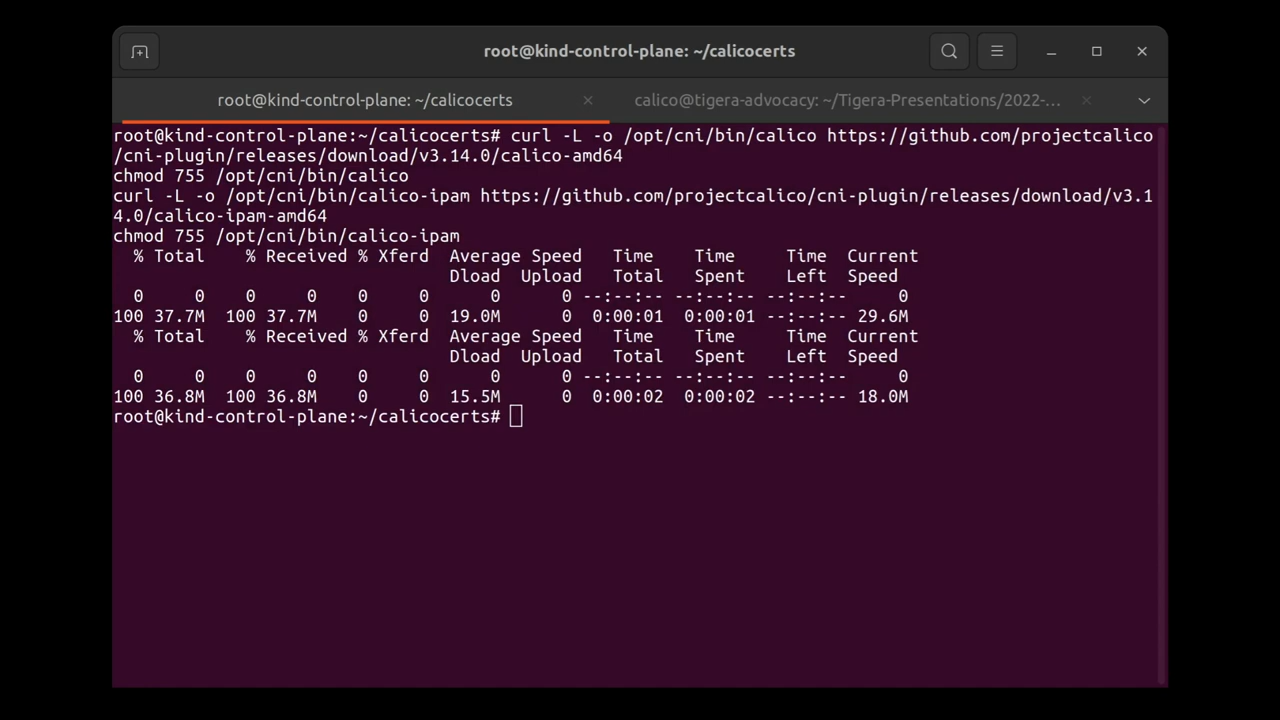 root@kind-control-plane: ~/calicocerts
root@kind-control-plane: ~/calicocerts
calico@tigera-advocacy: ~/Tigera-Presentations/2022-...
root@kind-control-plane:~/calicocerts# curl -L -o /opt/cni/bin/calico https://github.com/projectcalico
/cni-plugin/releases/download/v3.14.0/calico-amd64
chmod 755 /opt/cni/bin/calico
curl -L -o /opt/cni/bin/calico-ipam https://github.com/projectcalico/cni-plugin/releases/download/v3.1
4.0/calico-ipam-amd64
chmod 755 /opt/cni/bin/calico-ipam
  % Total    % Received % Xferd  Average Speed   Time    Time     Time  Current
                                 Dload  Upload   Total   Spent    Left  Speed
  0     0    0     0    0     0      0      0 --:--:-- --:--:-- --:--:--     0
100 37.7M  100 37.7M    0     0  19.0M      0  0:00:01  0:00:01 --:--:-- 29.6M
  % Total    % Received % Xferd  Average Speed   Time    Time     Time  Current
                                 Dload  Upload   Total   Spent    Left  Speed
  0     0    0     0    0     0      0      0 --:--:-- --:--:-- --:--:--     0
100 36.8M  100 36.8M    0     0  15.5M      0  0:00:02  0:00:02 --:--:-- 18.0M
root@kind-control-plane:~/calicocerts#